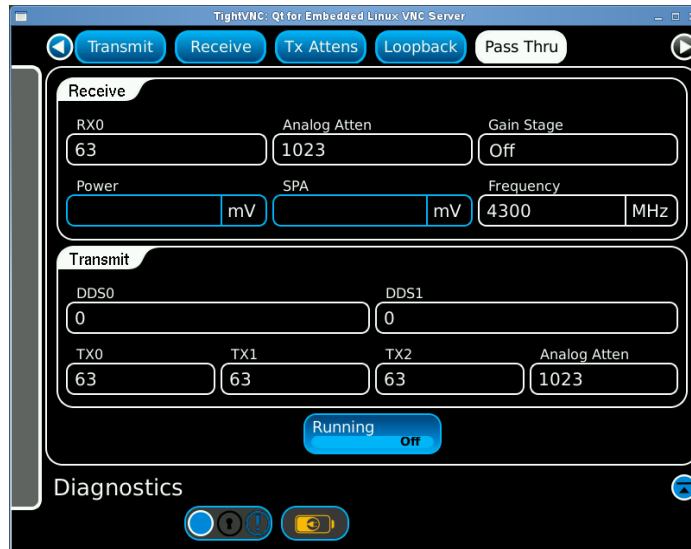 TightVNC: Qt for Embedded Linux VNC Server
Transmit Receive Tx Attens Loopback Pass Thru
Receive
RX0 Analog Atten Gain Stage
63 1023 Off
Power SPA Frequency
mV mV 4300 MHz
Transmit
DDS0 DDS1
0 0
TX0 TX1 TX2 Analog Atten
63 63 63 1023
Running
Off
Diagnostics